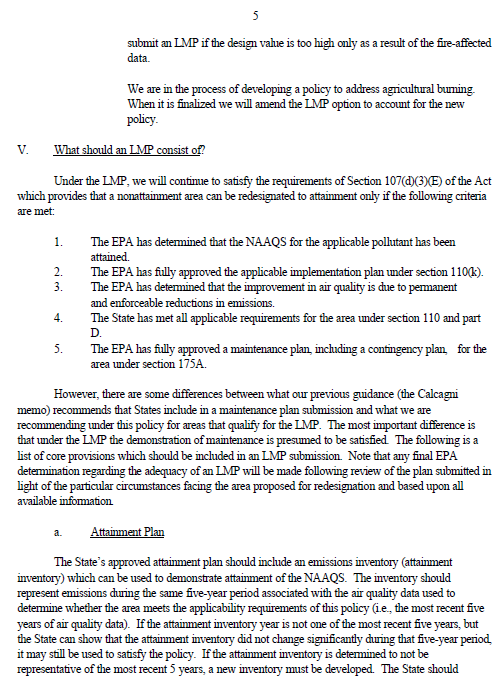 5
submit an LMP if the design value is too high only as a result of the fire-affected
data.
We are in the process of developing a policy to address agricultural burning.
When it is finalized we will amend the LMP option to account for the new
policy.
V. What should an LMP consist of?
Under the LMP, we will continue to satisfy the requirements of Section 107(d)(3)(E) of the Act
which provides that a nonattainment area can be redesignated to attainment only if the following criteria
are met:
1. The EPA has determined that the NAAQS for the applicable pollutant has been
attained.
2. The EPA has fully approved the applicable implementation plan under section 110(k).
3. The EPA has determined that the improvement in air quality is due to permanent
and enforceable reductions in emissions.
4. The State has met all applicable requirements for the area under section 110 and part
D.
5. The EPA has fully approved a maintenance plan, including a contingency plan, for the
area under section 175A.
However, there are some differences between what our previous guidance (the Calcagni
memo) recommends that States include in a maintenance plan submission and what we are
recommending under this policy for areas that qualify for the LMP. The most important difference is
that under the LMP the demonstration of maintenance is presumed to be satisfied. The following is a
list of core provisions which should be included in an LMP submission. Note that any final EPA
determination regarding the adequacy of an LMP will be made following review of the plan submitted in
light of the particular circumstances facing the area proposed for redesignation and based upon all
available information.
a. Attainment Plan
The State's approved attainment plan should include an emissions inventory (attainment
inventory) which can be used to demonstrate attainment of the NAAQS. The inventory should
represent emissions during the same five-year period associated with the air quality data used to
determine whether the area meets the applicability requirements of this policy (i.e., the most recent five
years of air quality data). If the attainment inventory year is not one of the most recent five years, but
the State can show that the attainment inventory did not change significantly during that five-year period,
it may still be used to satisfy the policy. If the attainment inventory is determined to not be
representative of the most recent 5 years, a new inventory must be developed. The State should